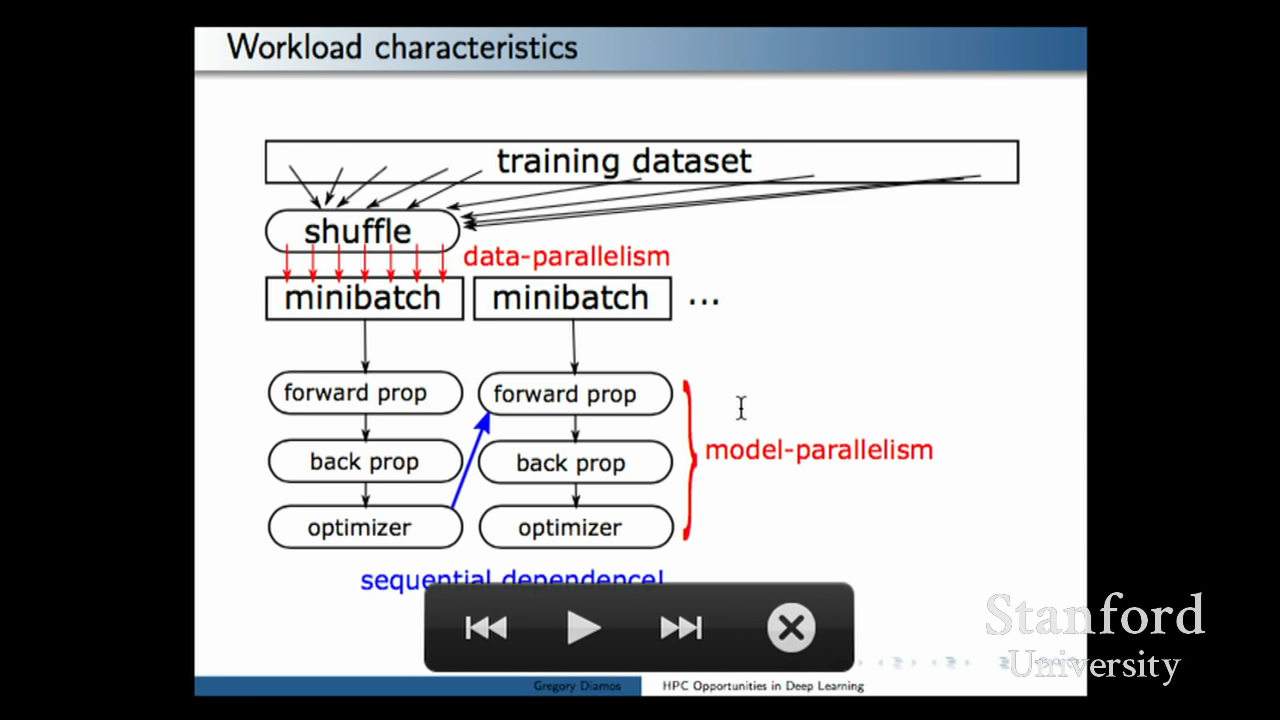 Workload characteristics
training dataset
shuffle
data-parallelism
minibatch minibatch ...
forward prop forward prop
back prop back prop
model-parallelism
optimizer optimizer
sequential dependence!
Stanford
University
Gregory Diamos HPC Opportunities in Deep Learning